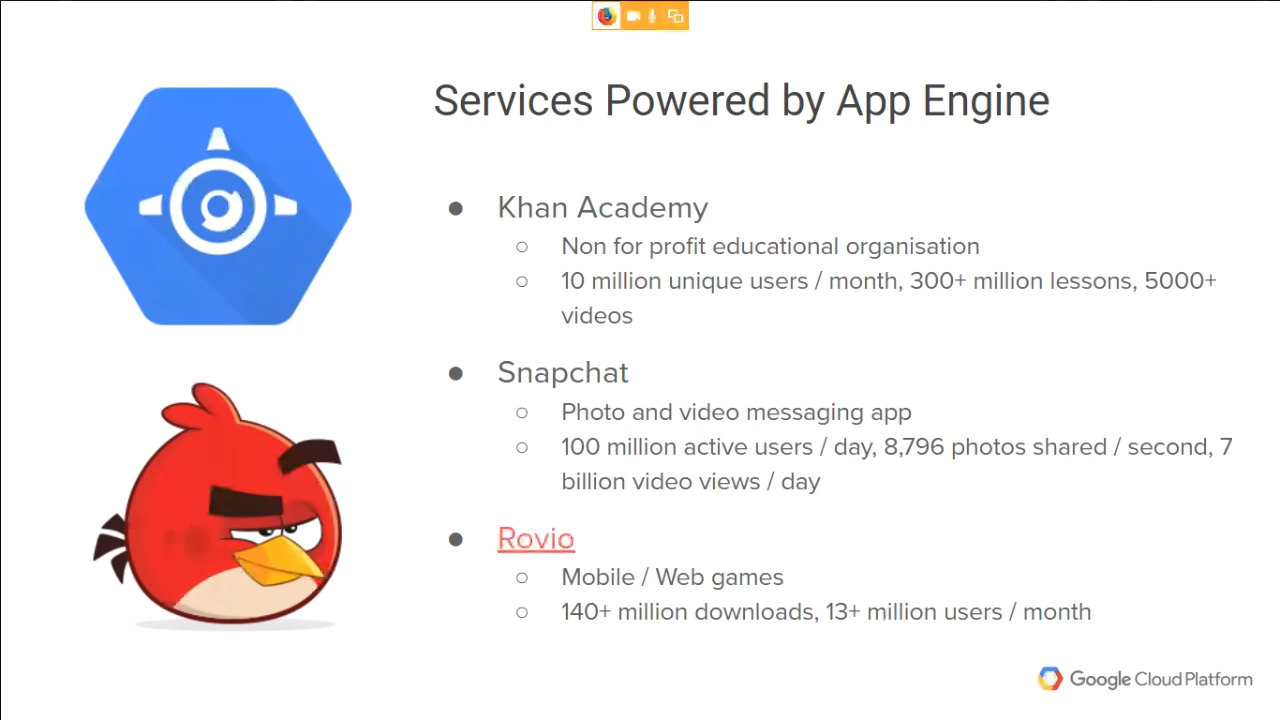 Services Powered by App Engine
● Khan Academy
○ Non for profit educational organisation
○ 10 million unique users / month, 300+ million lessons, 5000+
videos
● Snapchat
○ Photo and video messaging app
○ 100 million active users / day, 8,796 photos shared / second, 7
billion video views / day
● Rovio
○ Mobile / Web games
○ 140+ million downloads, 13+ million users / month
Google Cloud Platform